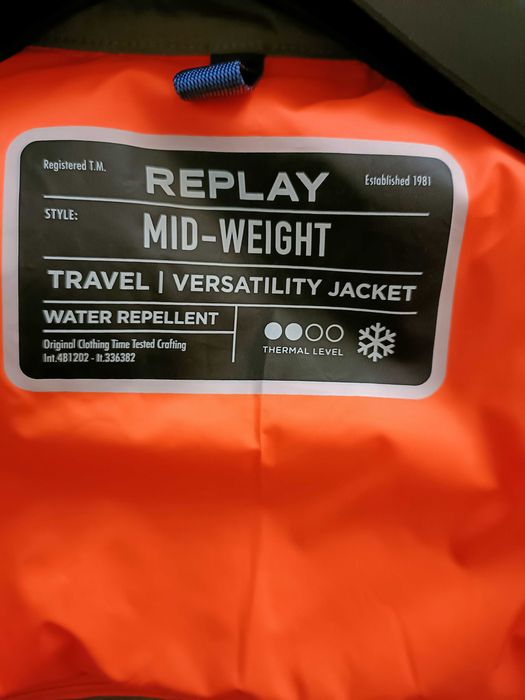 Registered T.M.
REPLAY
Established 1981
STYLE:
MID-WEIGHT
TRAVEL | VERSATILITY JACKET
WATER REPELLENT
Original Clothing Time Tested Crafting
Int.4B1202 - It.336382
THERMAL LEVEL